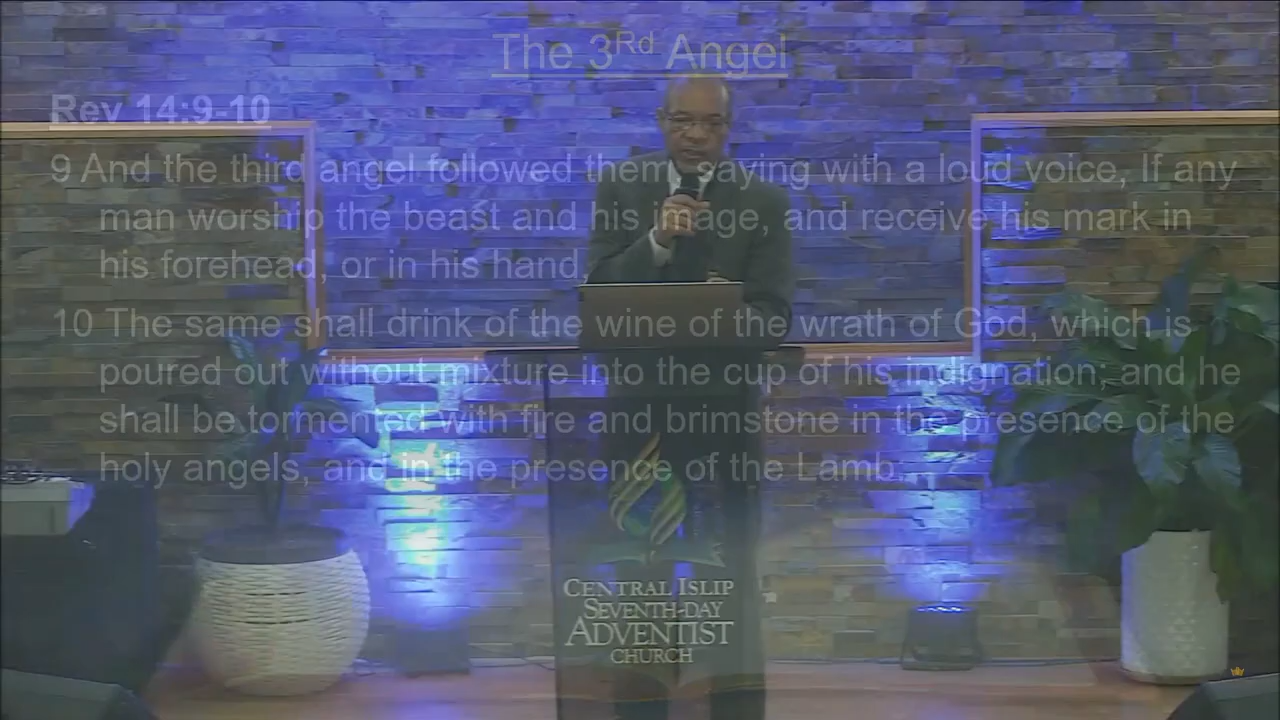 The 3Rd Angel
Rev 14:9-10
9 And the third angel followed them, saying with a loud voice, If any
man worship the beast and his image, and receive his mark in
his forehead, or in his hand,
10 The same shall drink of the wine of the wrath of God, which is
poured out without mixture into the cup of his indignation; and he
shall be tormented with fire and brimstone in the presence of the
holy angels, and in the presence of the Lamb:
CENTRAL ISLIP
SEVENTH-DAY
ADVENTIST
CHURCH